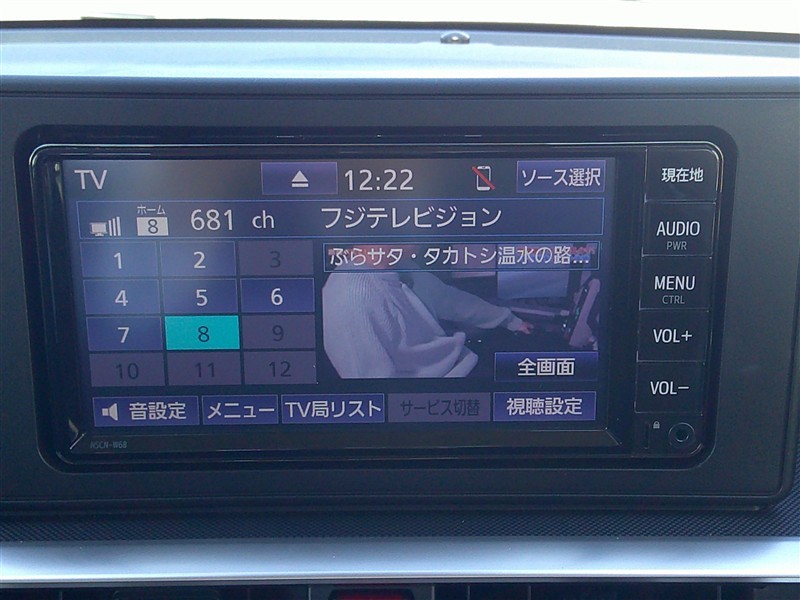 TV
12:22
ソース選択
現在地
ホーム
8
681 ch
フジテレビジョン
AUDIO
PWR
1
2
3
ぶらサタ・タカトシ温水の路...
4
5
6
MENU
CTRL
7
8
9
VOL+
10
11
12
全画面
VOL-
音設定
メニュー
TV局リスト
サービス切替
視聴設定
NSCN-W68